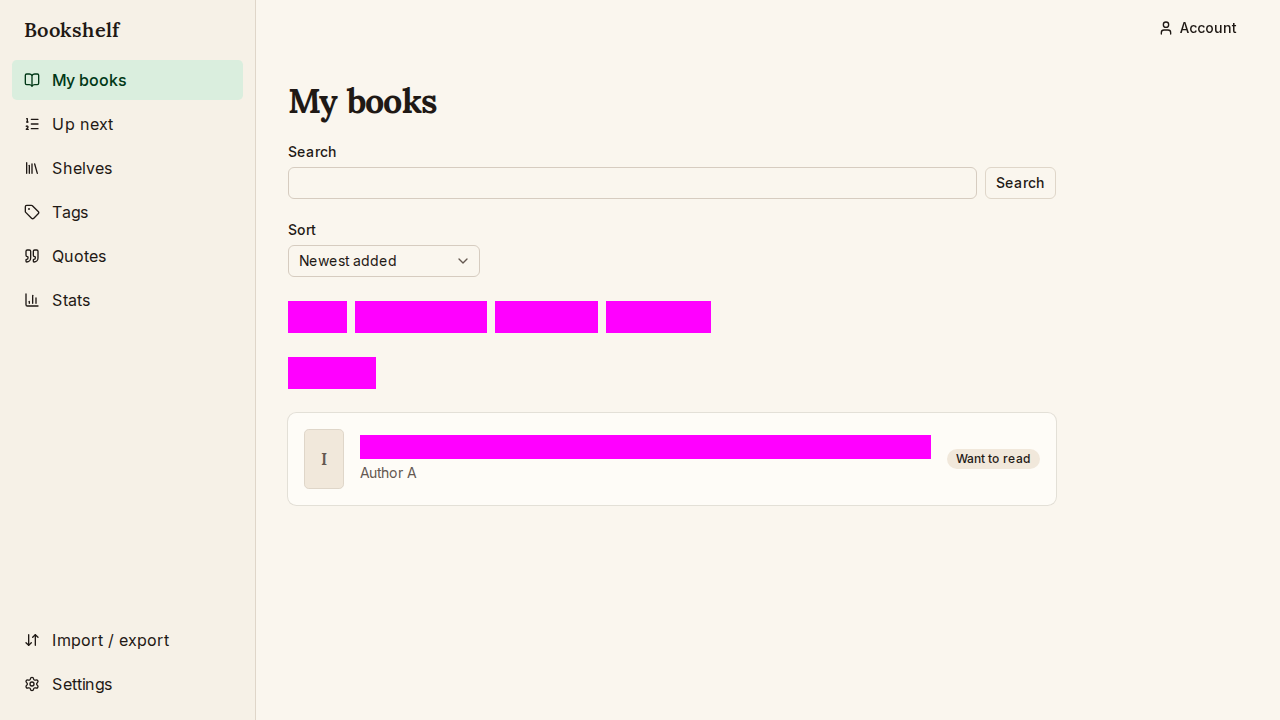 Bookshelf
My books
Up next
Shelves
Tags
Quotes
Stats
Import / export
Settings
Account
My books
Search
Search
Sort
Newest added
I
Author A
Want to read